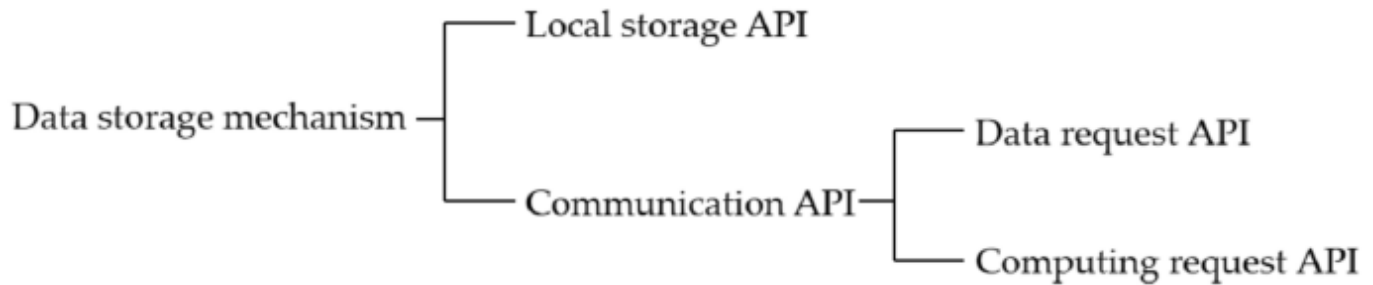 Local storage API
Data storage mechanism
Data request API
Communication API
Computing request API